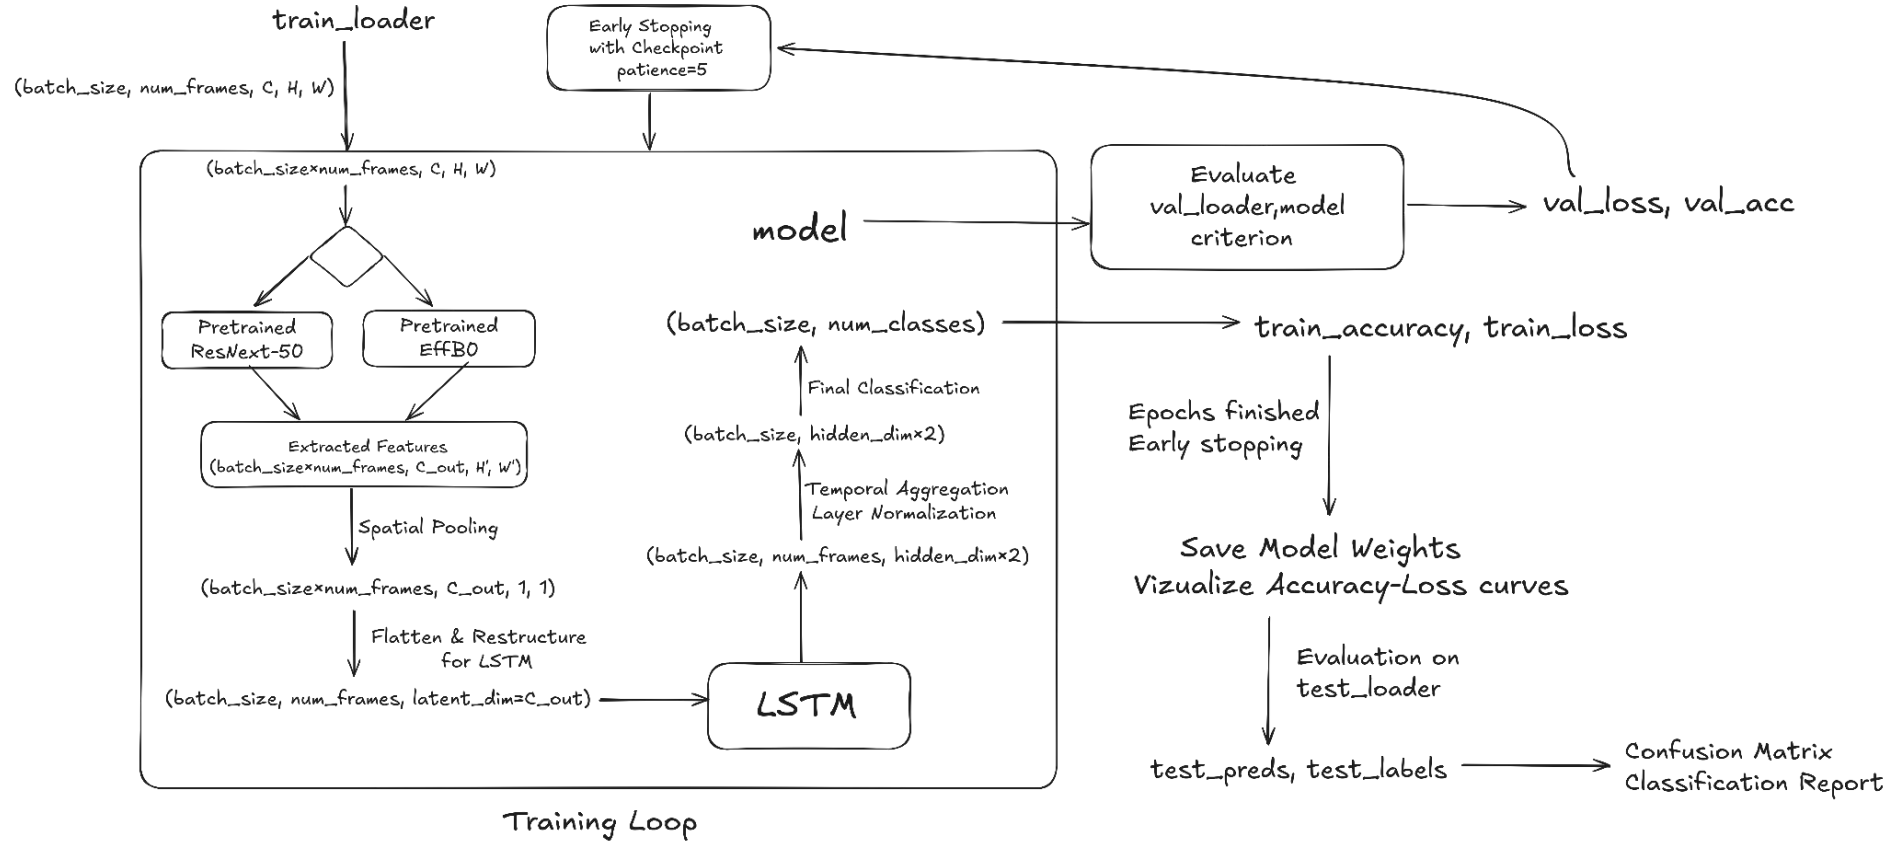 train_loader
(batch_size, num_frames, C, H, W)
Early Stopping
with Checkpoint
patience=5
(batch_size×num_frames, C, H, W)
Pretrained
ResNext-50
Pretrained
EffB0
Extracted Features
(batch_size×num_frames, C_out, H', W')
Spatial Pooling
(batch_size×num_frames, C_out, 1, 1)
Flatten & Restructure
for LSTM
(batch_size, num_frames, latent_dim=C_out)
LSTM
(batch_size, num_frames, hidden_dim×2)
Temporal Aggregation
Layer Normalization
(batch_size, hidden_dim×2)
Final Classification
(batch_size, num_classes)
model
Training Loop
Evaluate
val_loader,model
criterion
val_loss, val_acc
train_accuracy, train_loss
Epochs finished
Early stopping
Save Model Weights
Vizualize Accuracy-Loss curves
Evaluation on
test_loader
test_preds, test_labels
Confusion Matrix
Classification Report